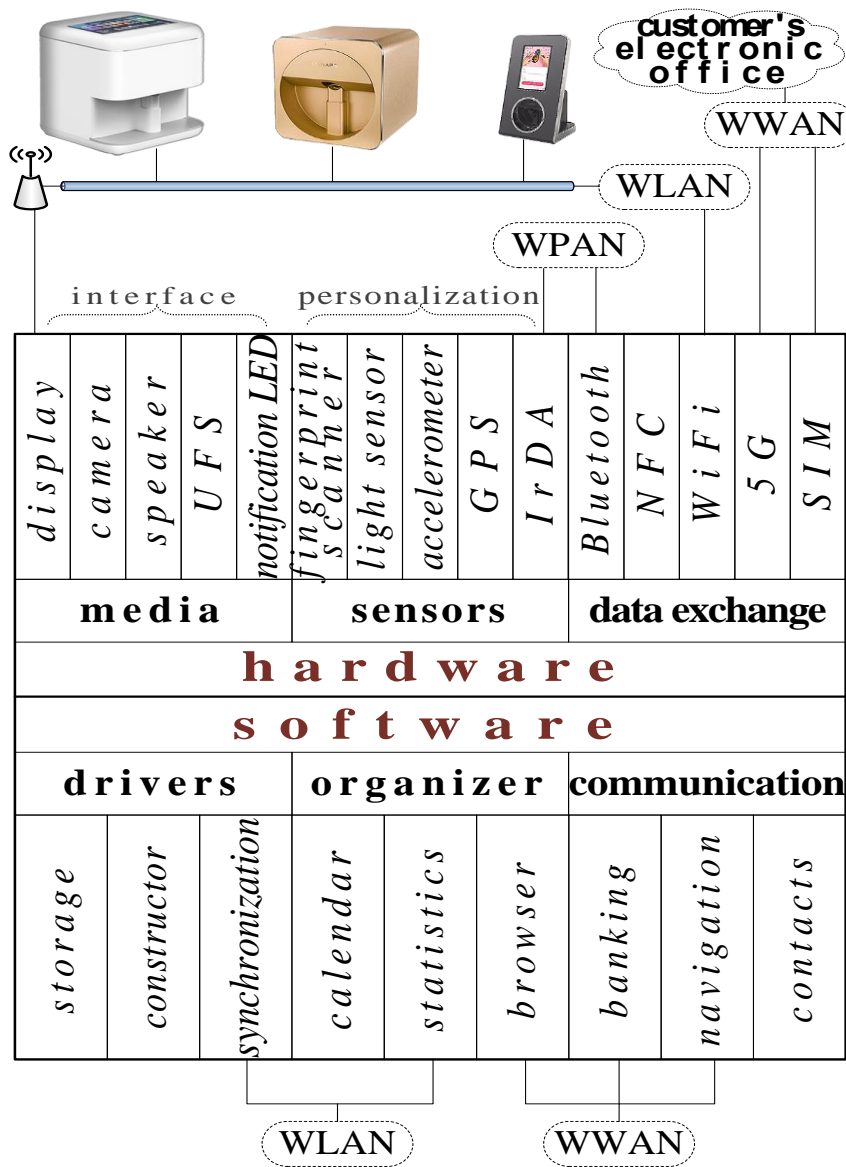 customer's
electronic
office
WWAN
WLAN
WPAN
interface
personalization
display
camera
speaker
UFS
notification LED
fingerprint
scanner
light sensor
accelerometer
GPS
IrDA
Bluetooth
NFC
WiFi
5G
SIM
media
sensors
data exchange
hardware
software
drivers
organizer
communication
storage
constructor
synchronization
calendar
statistics
browser
banking
navigation
contacts
WLAN
WWAN